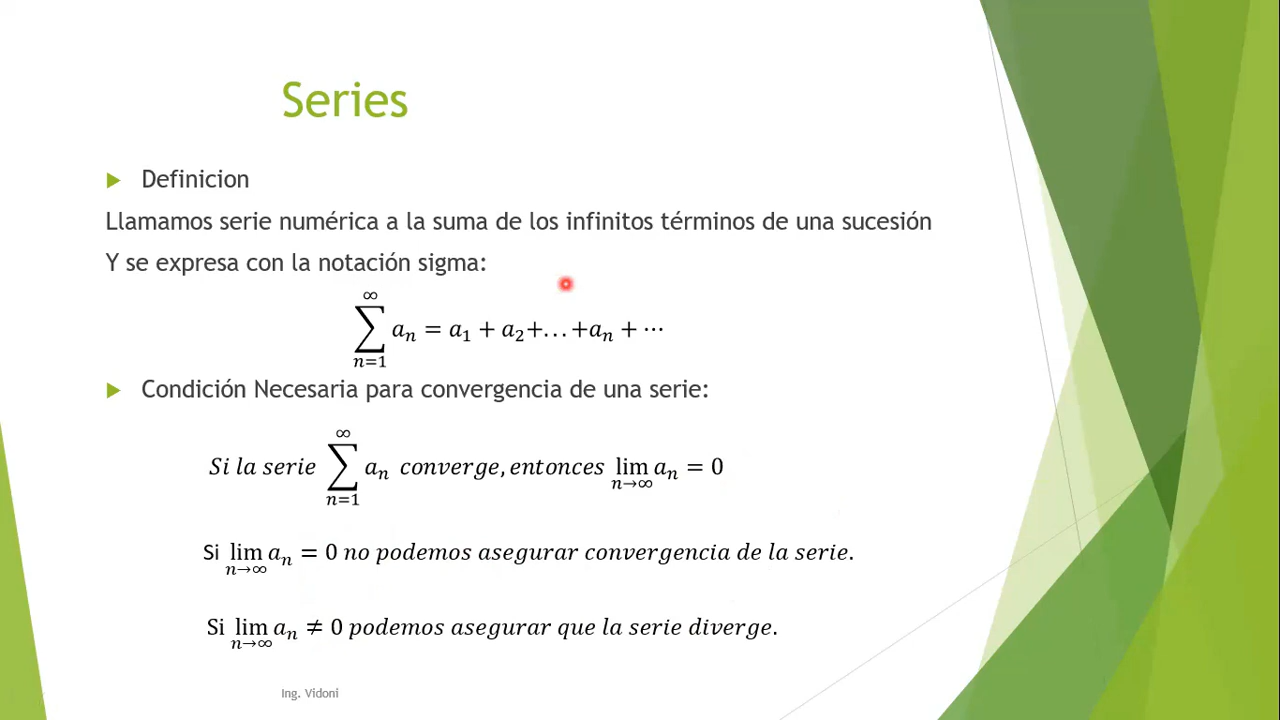 Series
Definicion
Llamamos serie numérica a la suma de los infinitos términos de una sucesión
Y se expresa con la notación sigma:
∑_{n=1}^{∞} a_n = a_1 + a_2+...+a_n + ⋯
Condición Necesaria para convergencia de una serie:
Si la serie ∑_{n=1}^{∞} a_n converge, entonces lim_{n→∞} a_n = 0
Si lim_{n→∞} a_n = 0 no podemos asegurar convergencia de la serie.
Si lim_{n→∞} a_n ≠ 0 podemos asegurar que la serie diverge.
Ing. Vidoni